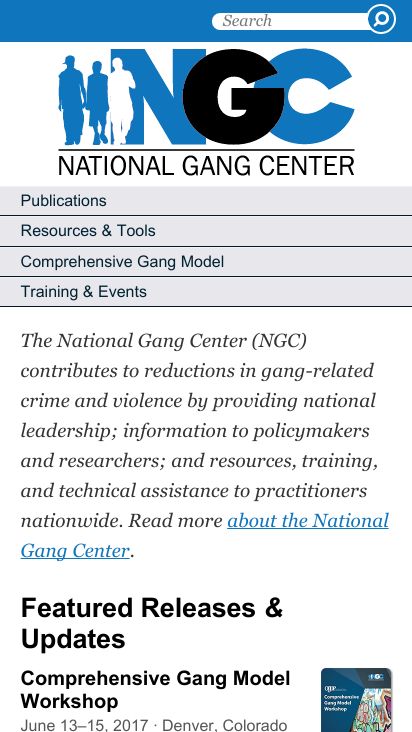 Search
NGC
NATIONAL GANG CENTER
Publications
Resources & Tools
Comprehensive Gang Model
Training & Events
The National Gang Center (NGC)
contributes to reductions in gang-related
crime and violence by providing national
leadership; information to policymakers
and researchers; and resources, training,
and technical assistance to practitioners
nationwide. Read more about the National
Gang Center.
Featured Releases &
Updates
Comprehensive Gang Model
Workshop
June 13–15, 2017 · Denver, Colorado
Comprehensive
Gang Model
Workshop